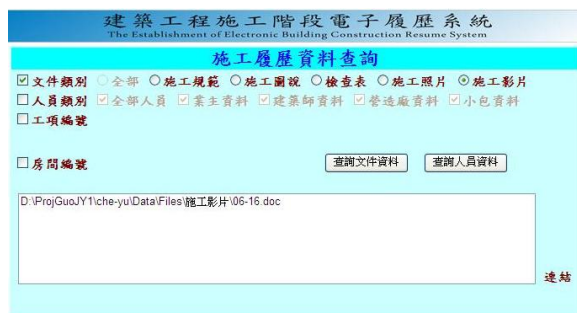 建築工程施工階段電子履歷系統
The Establishment of Electronic Building Construction Resume System
施工履歷資料查詢
文件類別 全部 施工規範 施工圖說 檢查表 施工照片 施工影片
人員類別 全部人員 業主資料 建築師資料 營造廠資料 小包資料
工項編號
房間編號 查詢文件資料 查詢人員資料
D:\ProjGuoJY1\che-yu\Data\Files\施工影片\06-16.doc
連結